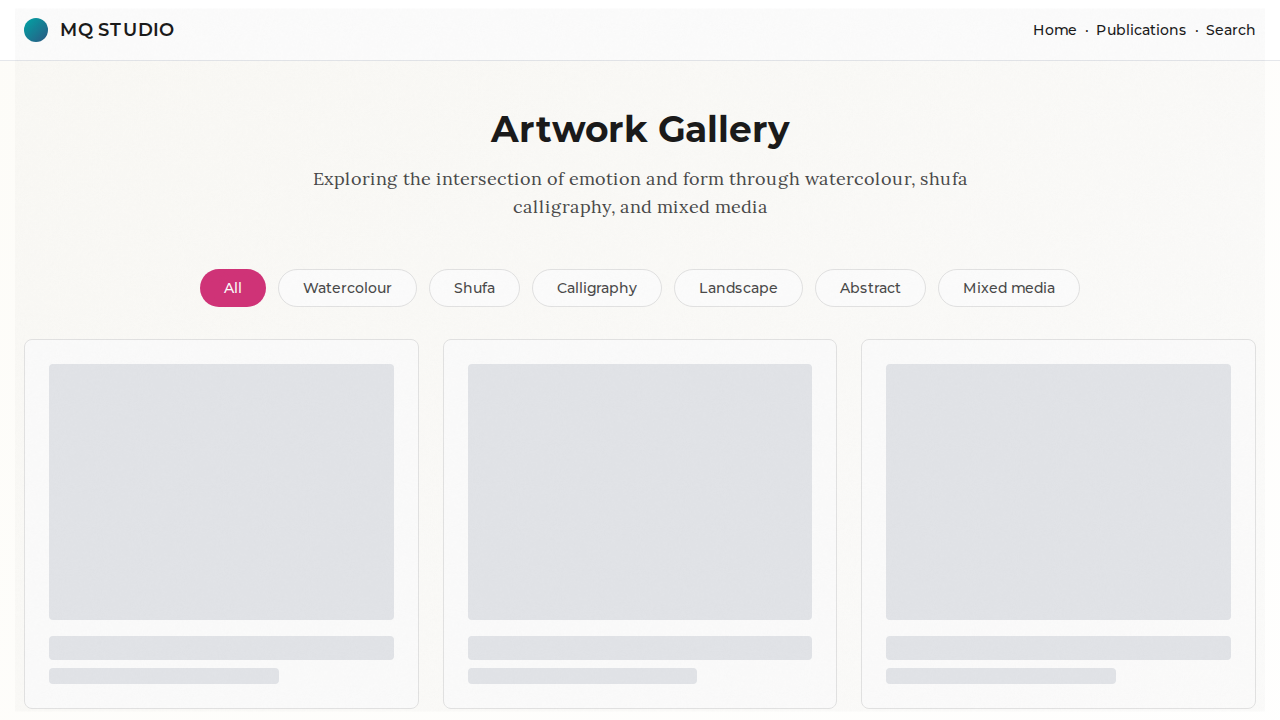 MQ STUDIO
Home · Publications · Search
Artwork Gallery
Exploring the intersection of emotion and form through watercolour, shufa
calligraphy, and mixed media
All
Watercolour
Shufa
Calligraphy
Landscape
Abstract
Mixed media